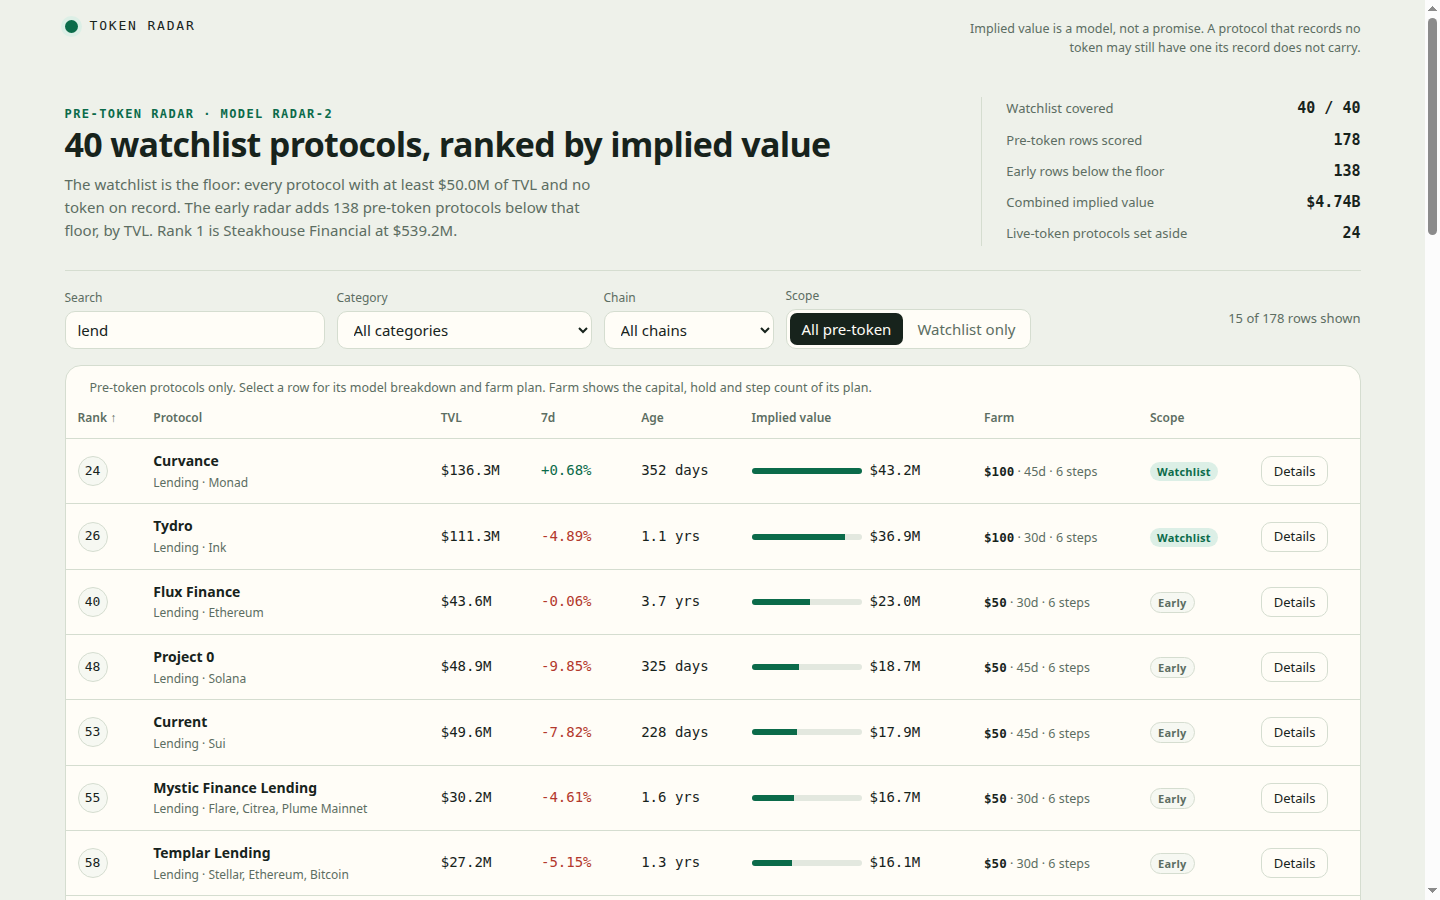 TOKEN RADAR
Implied value is a model, not a promise. A protocol that records no
token may still have one its record does not carry.
PRE-TOKEN RADAR · MODEL RADAR-2
40 watchlist protocols, ranked by implied value
The watchlist is the floor: every protocol with at least $50.0M of TVL and no
token on record. The early radar adds 138 pre-token protocols below that
floor, by TVL. Rank 1 is Steakhouse Financial at $539.2M.
Watchlist covered 40 / 40
Pre-token rows scored 178
Early rows below the floor 138
Combined implied value $4.74B
Live-token protocols set aside 24
Search Category Chain Scope
lend All categories All chains All pre-token Watchlist only 15 of 178 rows shown
Pre-token protocols only. Select a row for its model breakdown and farm plan. Farm shows the capital, hold and step count of its plan.
Rank ↑ Protocol TVL 7d Age Implied value Farm Scope
24 Curvance $136.3M +0.68% 352 days $43.2M $100 · 45d · 6 steps Watchlist Details
Lending · Monad
26 Tydro $111.3M -4.89% 1.1 yrs $36.9M $100 · 30d · 6 steps Watchlist Details
Lending · Ink
40 Flux Finance $43.6M -0.06% 3.7 yrs $23.0M $50 · 30d · 6 steps Early Details
Lending · Ethereum
48 Project 0 $48.9M -9.85% 325 days $18.7M $50 · 45d · 6 steps Early Details
Lending · Solana
53 Current $49.6M -7.82% 228 days $17.9M $50 · 45d · 6 steps Early Details
Lending · Sui
55 Mystic Finance Lending $30.2M -4.61% 1.6 yrs $16.7M $50 · 30d · 6 steps Early Details
Lending · Flare, Citrea, Plume Mainnet
58 Templar Lending $27.2M -5.15% 1.3 yrs $16.1M $50 · 30d · 6 steps Early Details
Lending · Stellar, Ethereum, Bitcoin